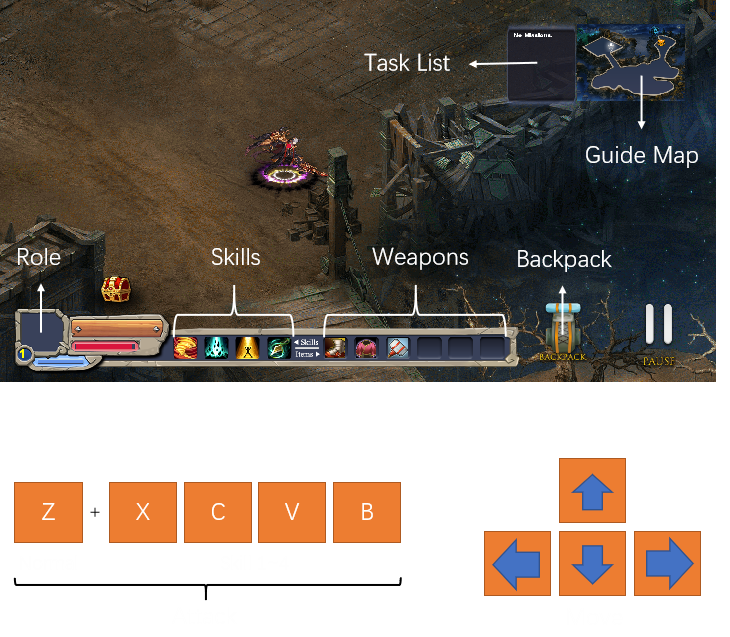 No Missions.
Task List
Guide Map
Role
Skills
Weapons
Backpack
1
Skills
Items
BACKPACK
PAUSE
Z + X C V B